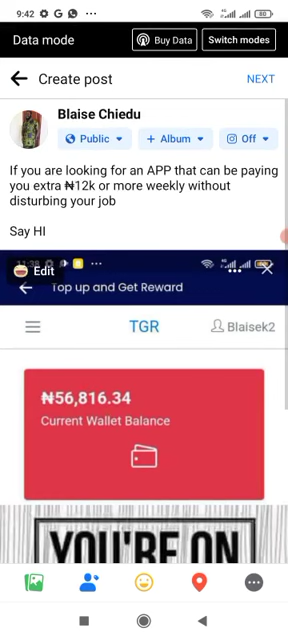 9:42
Data mode
Buy Data
Switch modes
Create post
NEXT
Blaise Chiedu
Public
+ Album
Off
If you are looking for an APP that can be paying
you extra ₦12k or more weekly without
disturbing your job
Say HI
11:38
Edit
Top up and Get Reward
TGR
Blaisek2
₦56,816.34
Current Wallet Balance
YOU'RE ON